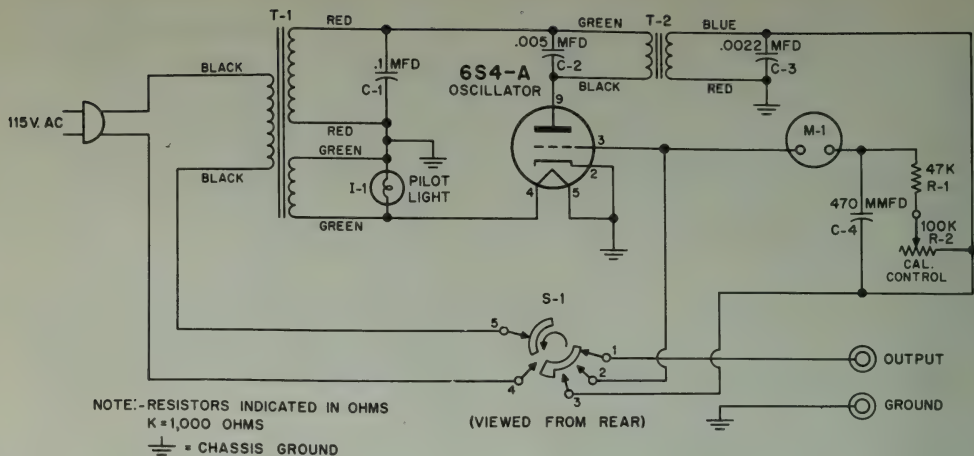 T-1
RED
GREEN
T-2
BLUE
.005 MFD
C-2
.0022 MFD
C-3
.1 MFD
C-1
BLACK
6S4-A
OSCILLATOR
BLACK
RED
9
115V. AC
RED
GREEN
3
2
M-1
BLACK
I-1
PILOT
LIGHT
4
5
47K
R-1
470 MMFD
C-4
100K
R-2
CAL.
CONTROL
GREEN
S-1
5
1
OUTPUT
4
2
3
GROUND
NOTE:-RESISTORS INDICATED IN OHMS
K=1,000 OHMS
= CHASSIS GROUND
(VIEWED FROM REAR)